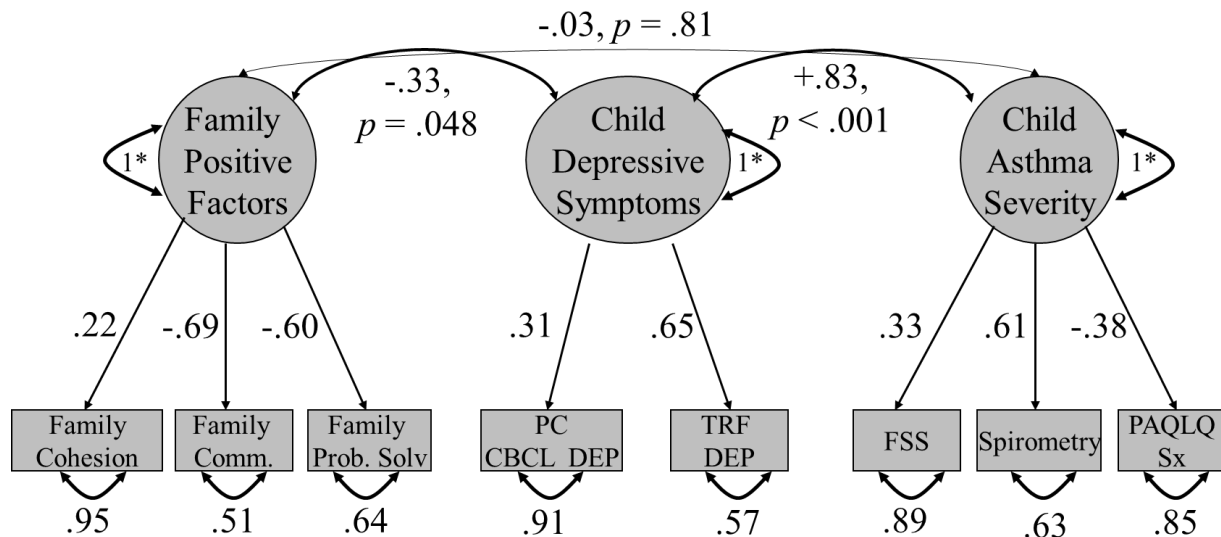 -.03, p = .81
-.33,
p = .048
+.83,
p < .001
Family
Positive
Factors
1*
Child
Depressive
Symptoms
1*
Child
Asthma
Severity
1*
.22
-.69
-.60
.31
.65
.33
.61
-.38
Family
Cohesion
Family
Comm.
Family
Prob. Solv
PC
CBCL_DEP
TRF
DEP
FSS
Spirometry
PAQLQ
Sx
.95
.51
.64
.91
.57
.89
.63
.85